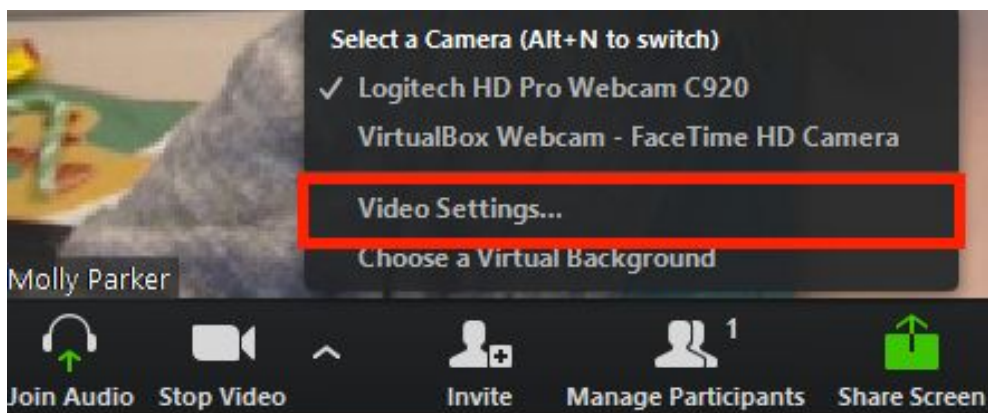 Select a Camera (Alt+N to switch)
✓ Logitech HD Pro Webcam C920
VirtualBox Webcam - FaceTime HD Camera
Video Settings...
Choose a Virtual Background
Molly Parker
1
Join Audio Stop Video Invite Manage Participants Share Screen